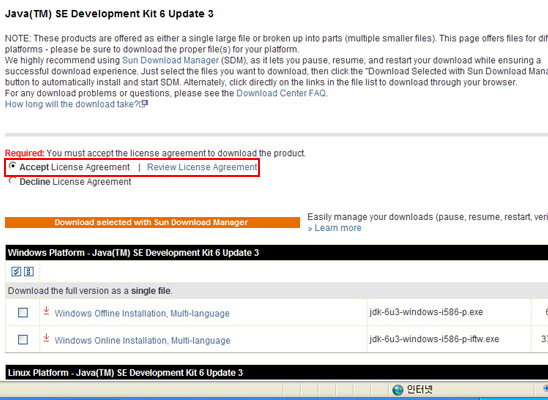 Java(TM) SE Development Kit 6 Update 3
NOTE: These products are offered as either a single large file or broken up into parts (multiple smaller files). This page offers files for
platforms - please be sure to download the proper file(s) for your platform.
We highly recommend using Sun Download Manager (SDM), as it lets you pause, resume, and restart your download while ensuring a
successful download experience. Just select the files you want to download, then click the "Download Selected with Sun Download
button to automatically install and start SDM. Alternately, click directly on the links in the file list to download through your browser.
For any download problems or questions, please see the Download Center FAQ.
How long will the download take?
Required: You must accept the license agreement to download the product.
Accept License Agreement | Review License Agreement
Decline License Agreement
Download selected with Sun Download Manager
Easily manage your downloads (pause, resume, restart,
» Learn more
Windows Platform - Java(TM) SE Development Kit 6 Update 3
Download the full version as a single file.
Windows Offline Installation, Multi-language jdk-6u3-windows-i586-p.exe
Windows Online Installation, Multi-language jdk-6u3-windows-i586-p-iftw.exe
Linux Platform - Java(TM) SE Development Kit 6 Update 3
인터넷